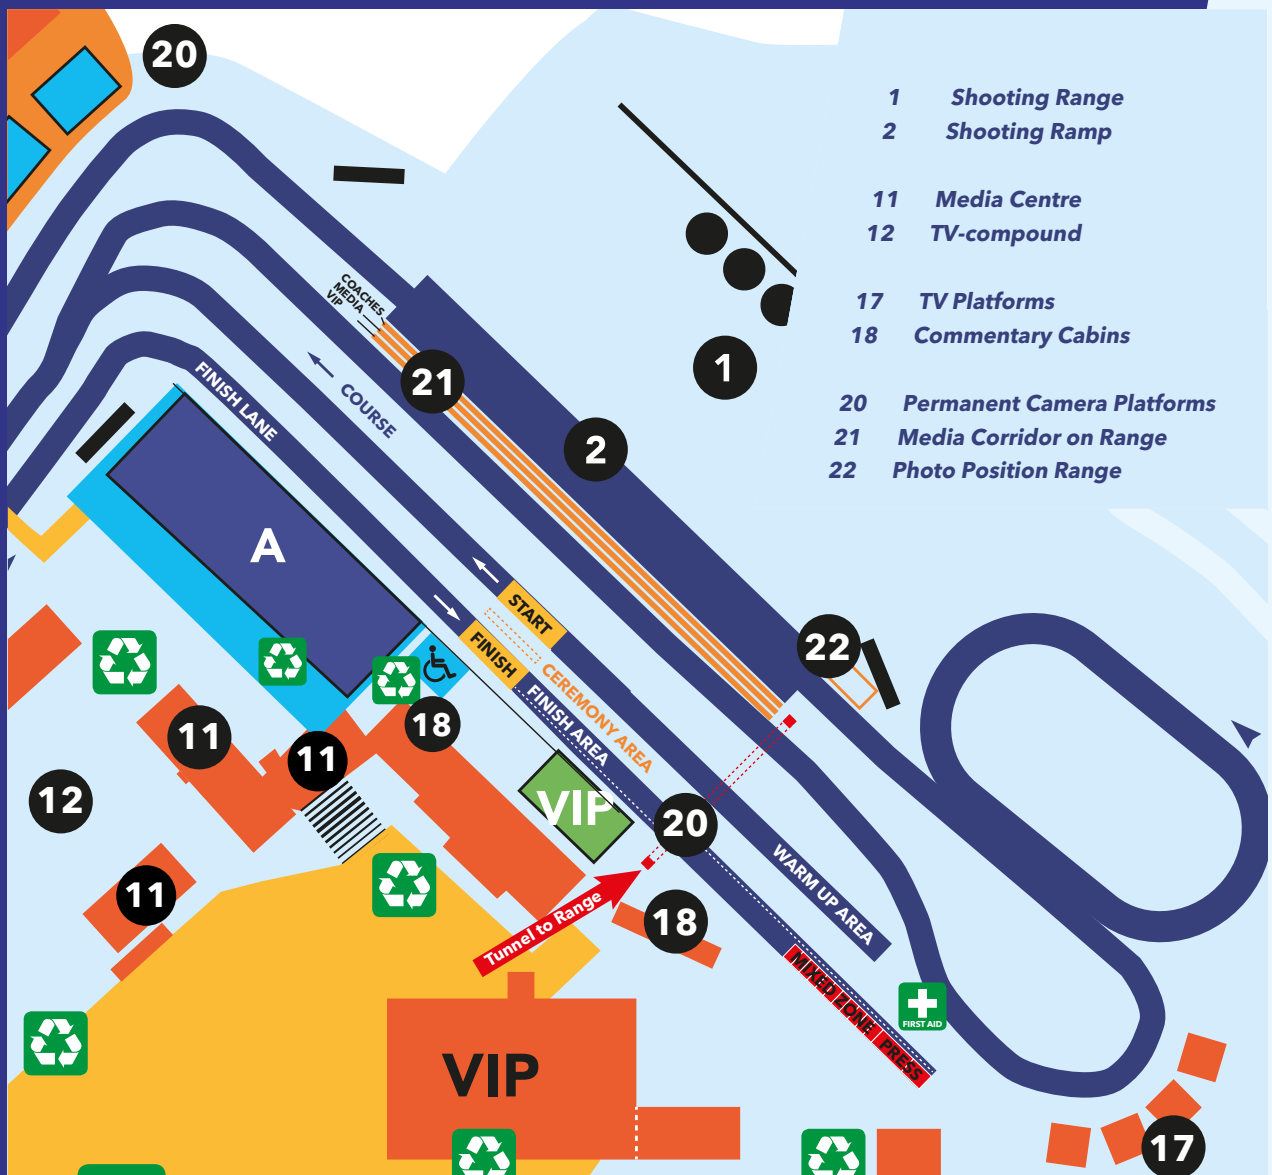 20
1 Shooting Range
2 Shooting Ramp
11 Media Centre
12 TV-compound
17 TV Platforms
18 Commentary Cabins
20 Permanent Camera Platforms
21 Media Corridor on Range
22 Photo Position Range
COACHES
MEDIA
VIP
1
21
FINISH LANE
COURSE
2
A
START
FINISH
CEREMONY AREA
FINISH AREA
22
11
18
11
12
VIP
20
11
WARM UP AREA
18
Tunnel to Range
MIXED ZONE
PRESS
FIRST AID
VIP
17